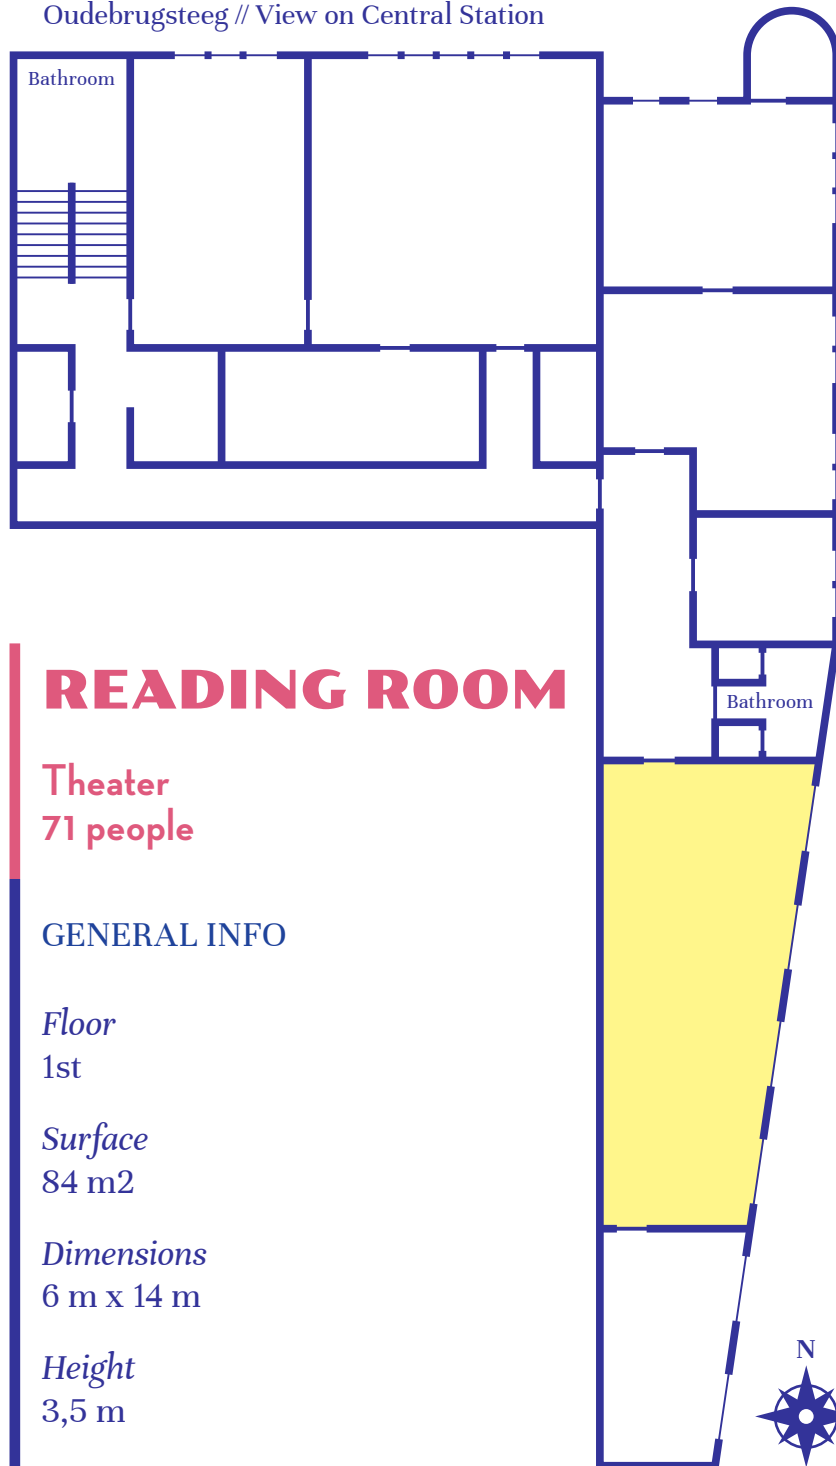 Oudebrugsteeg // View on Central Station
Bathroom
READING ROOM
Bathroom
Theater
71 people
GENERAL INFO
Floor
1st
Surface
84 m2
Dimensions
6 m x 14 m
Height
3,5 m
N